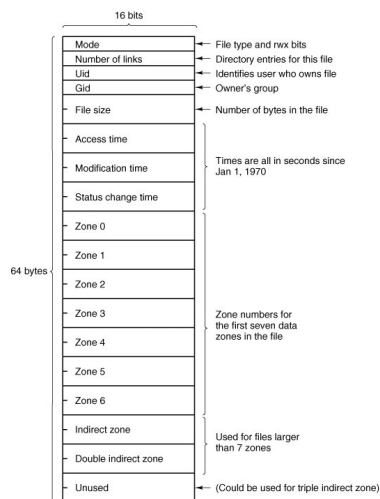 16 bits
Mode
File type and rwx bits
Number of links
Directory entries for this file
Uid
Identifies user who owns file
Gid
Owner's group
File size
Number of bytes in the file
Access time
Modification time
Status change time
Times are all in seconds since
Jan 1, 1970
64 bytes
Zone 0
Zone 1
Zone 2
Zone 3
Zone 4
Zone 5
Zone 6
Zone numbers for
the first seven data
zones in the file
Indirect zone
Double indirect zone
Used for files larger
than 7 zones
Unused
(Could be used for triple indirect zone)